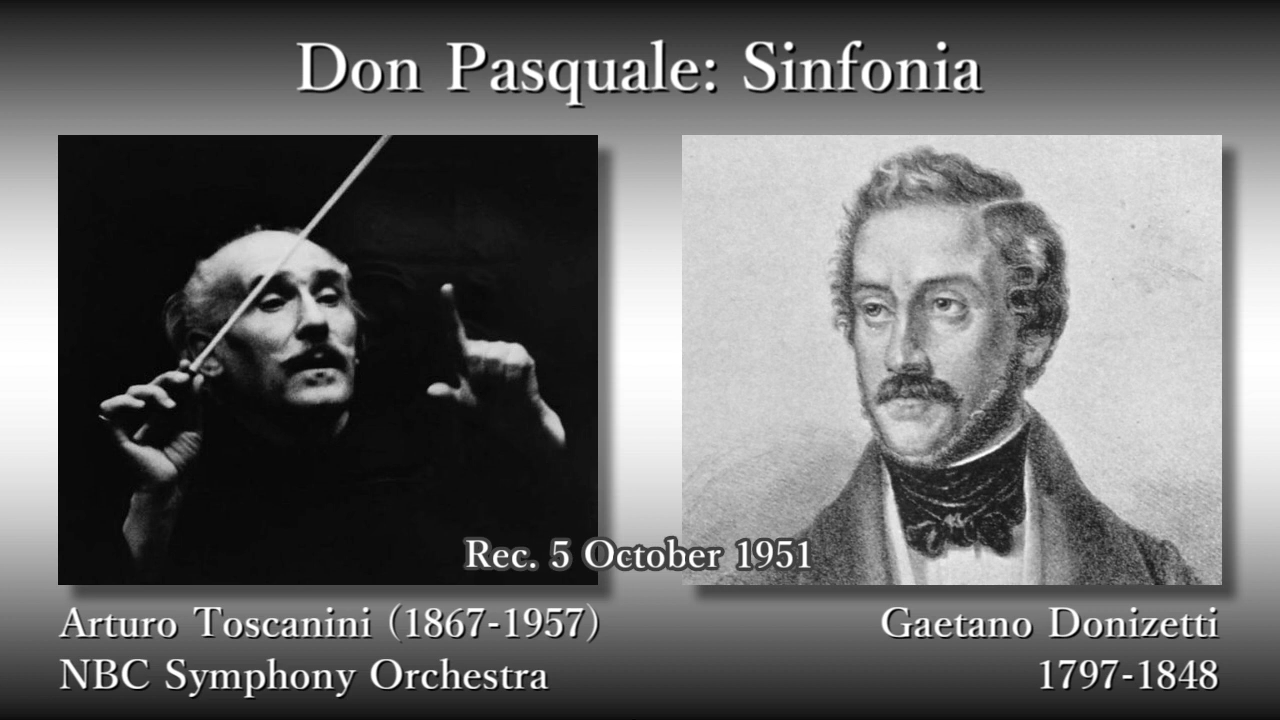 Don Pasquale: Sinfonia
Rec. 5 October 1951
Arturo Toscanini (1867-1957)
NBC Symphony Orchestra
Gaetano Donizetti
1797-1848